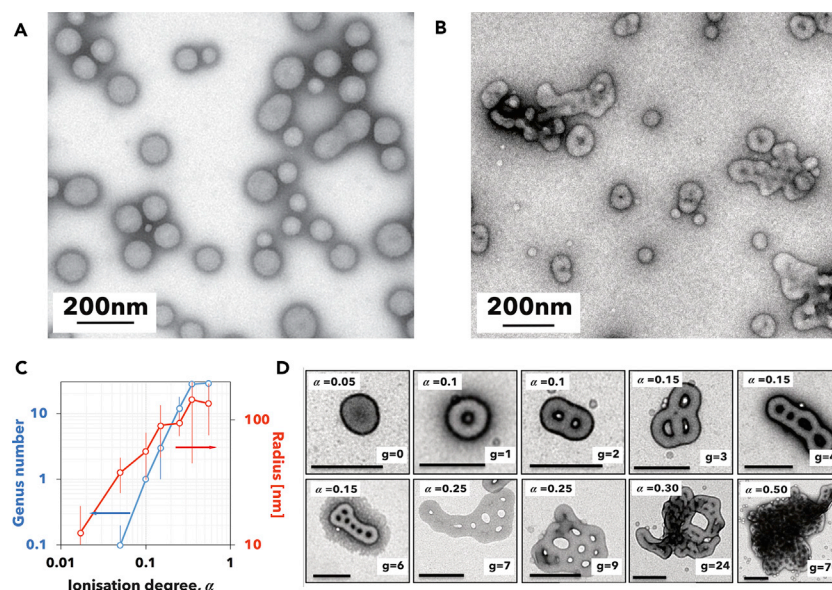 A
B
200nm
200nm
C
D
Genus number
10
1
0.1
0.01
0.1
1
Ionisation degree, α
100
10
Radius [nm]
α=0.05
g=0
α=0.1
g=1
α=0.1
g=2
α=0.15
g=3
α=0.15
g=4
α=0.15
g=6
α=0.25
g=7
α=0.25
g=9
α=0.30
g=24
α=0.50